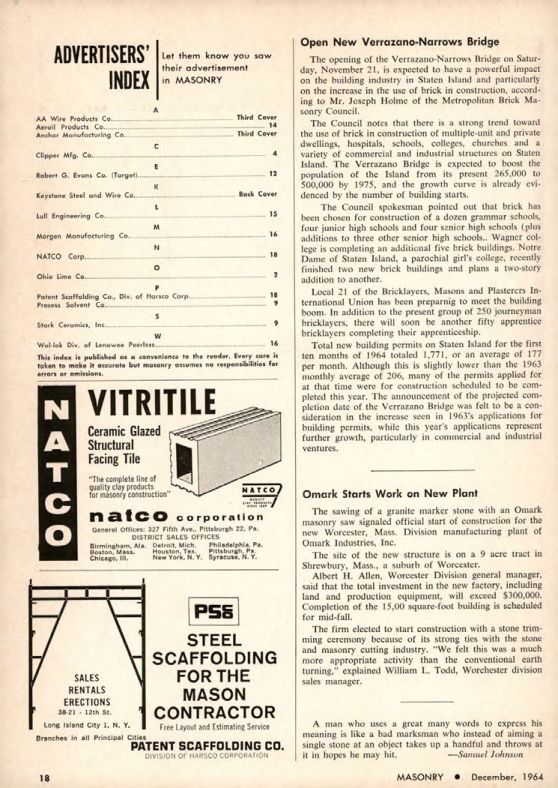 ADVERTISERS'
INDEX
Let them know you saw
their advertisement
in MASONRY
A
AA Wire Products Co. Third Cover
Aerail Products Co. 14
Anchor Manufacturing Co. Third Cover
C
Clipper Mfg. Co. 4
E
Robert G. Evans Co. (Target) 12
K
Keystone Steel and Wire Co. Back Cover
L
Lull Engineering Co. 15
M
Morgen Manufacturing Co. 16
N
NATCO Corp. 18
O
Ohio Lime Co. 2
P
Patent Scaffolding Co., Div. of Harsco Corp. 18
Process Solvent Co. 9
S
Stark Ceramics, Inc. 9
W
Wal-lok Div. of Lenawee Peerless 16
This index is published as a convenience to the reader. Every care is
taken to make it accurate but masonry assumes no responsibilities for
errors or omissions.
NATCO
VITRITILE
Ceramic Glazed
Structural
Facing Tile
"The complete line of
quality clay products
for masonry construction"
NATCO
QUALITY
CLAY PRODUCTS
SINCE 1889
natco corporation
General Offices: 327 Fifth Ave., Pittsburgh 22, Pa.
DISTRICT SALES OFFICES
Birmingham, Ala. Detroit, Mich. Philadelphia, Pa.
Boston, Mass. Houston, Tex. Pittsburgh, Pa.
Chicago, Ill. New York, N. Y. Syracuse, N. Y.
SALES
RENTALS
ERECTIONS
38-21 - 12th St.
Long Island City 1, N. Y.
Branches in all Principal Cities
PS&
STEEL
SCAFFOLDING
FOR THE
MASON
CONTRACTOR
Free Layout and Estimating Service
PATENT SCAFFOLDING CO.
DIVISION OF HARSCO CORPORATION
Open New Verrazano-Narrows Bridge
The opening of the Verrazano-Narrows Bridge on Satur-
day, November 21, is expected to have a powerful impact
on the building industry in Staten Island and particularly
on the increase in the use of brick in construction, accord-
ing to Mr. Joseph Holme of the Metropolitan Brick Ma-
sonry Council.
The Council notes that there is a strong trend toward
the use of brick in construction of multiple-unit and private
dwellings, hospitals, schools, colleges, churches and a
variety of commercial and industrial structures on Staten
Island. The Verrazano Bridge is expected to boost the
population of the Island from its present 265,000 to
500,000 by 1975, and the growth curve is already evi-
denced by the number of building starts.
The Council spokesman pointed out that brick has
been chosen for construction of a dozen grammar schools,
four junior high schools and four senior high schools (plus
additions to three other senior high schools.. Wagner col-
lege is completing an additional five brick buildings. Notre
Dame of Staten Island, a parochial girl's college, recently
finished two new brick buildings and plans a two-story
addition to another.
Local 21 of the Bricklayers, Masons and Plasterers In-
ternational Union has been preparnig to meet the building
boom. In addition to the present group of 250 journeyman
bricklayers, there will soon be another fifty apprentice
bricklayers completing their apprenticeship.
Total new building permits on Staten Island for the first
ten months of 1964 totaled 1,771, or an average of 177
per month. Although this is slightly lower than the 1963
monthly average of 206, many of the permits applied for
at that time were for construction scheduled to be com-
pleted this year. The announcement of the projected com-
pletion date of the Verrazano Bridge was felt to be a con-
sideration in the increase seen in 1963's applications for
building permits, while this year's applications represent
further growth, particularly in commercial and industrial
ventures.
Omark Starts Work on New Plant
The sawing of a granite marker stone with an Omark
masonry saw signaled official start of construction for the
new Worcester, Mass. Division manufacturing plant of
Omark Industries, Inc.
The site of the new structure is on a 9 acre tract in
Shrewbury, Mass., a suburb of Worcester.
Albert H. Allen, Worcester Division general manager,
said that the total investment in the new factory, including
land and production equipment, will exceed $300,000.
Completion of the 15,00 square-foot building is scheduled
for mid-fall.
The firm elected to start construction with a stone trim-
ming ceremony because of its strong ties with the stone
and masonry cutting industry. "We felt this was a much
more appropriate activity than the conventional earth
turning," explained William L. Todd, Worchester division
sales manager.
A man who uses a great many words to express his
meaning is like a bad marksman who instead of aiming a
single stone at an object takes up a handful and throws at
it in hopes he may hit. —Samuel Johnson
18
MASONRY • December, 1964